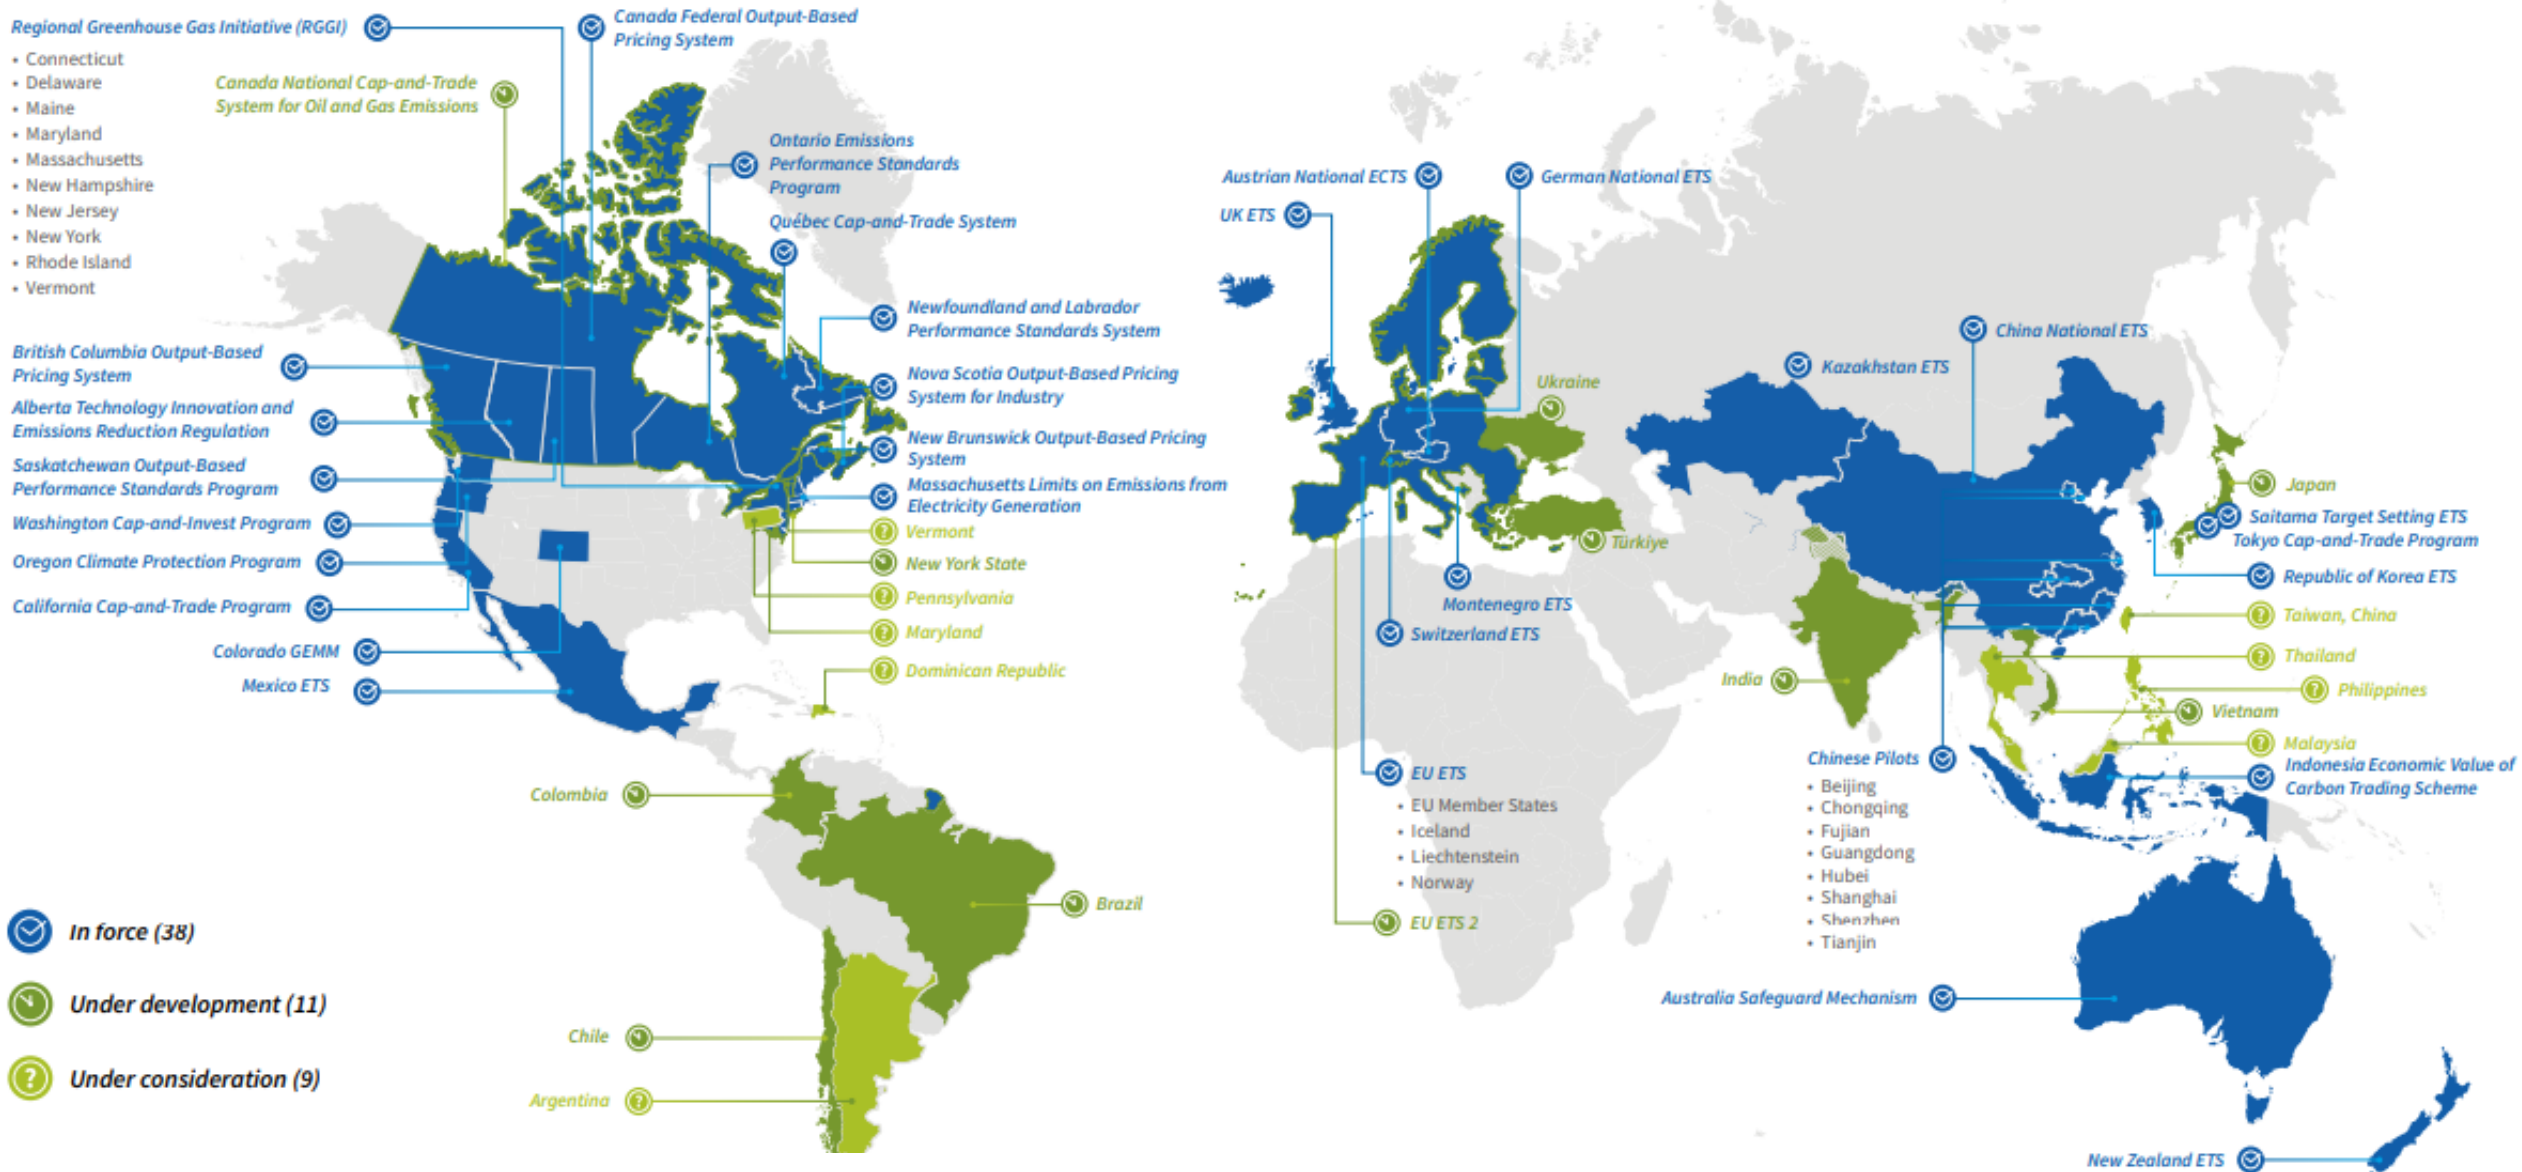 Regional Greenhouse Gas Initiative (RGGI)
• Connecticut
• Delaware
• Maine
• Maryland
• Massachusetts
• New Hampshire
• New Jersey
• New York
• Rhode Island
• Vermont
Canada Federal Output-Based
Pricing System
Canada National Cap-and-Trade
System for Oil and Gas Emissions
Ontario Emissions
Performance Standards
Program
Québec Cap-and-Trade System
Newfoundland and Labrador
Performance Standards System
Nova Scotia Output-Based Pricing
System for Industry
New Brunswick Output-Based Pricing
System
Massachusetts Limits on Emissions from
Electricity Generation
Vermont
New York State
Pennsylvania
Maryland
Dominican Republic
British Columbia Output-Based
Pricing System
Alberta Technology Innovation and
Emissions Reduction Regulation
Saskatchewan Output-Based
Performance Standards Program
Washington Cap-and-Invest Program
Oregon Climate Protection Program
California Cap-and-Trade Program
Colorado GEMM
Mexico ETS
Colombia
Brazil
Chile
Argentina
In force (38)
Under development (11)
Under consideration (9)
Austrian National ECTS
German National ETS
UK ETS
Ukraine
Türkiye
Montenegro ETS
Switzerland ETS
EU ETS
• EU Member States
• Iceland
• Liechtenstein
• Norway
EU ETS 2
Kazakhstan ETS
China National ETS
Japan
Saitama Target Setting ETS
Tokyo Cap-and-Trade Program
Republic of Korea ETS
Taiwan, China
Thailand
Philippines
Vietnam
Malaysia
Indonesia Economic Value of
Carbon Trading Scheme
India
Chinese Pilots
• Beijing
• Chongqing
• Fujian
• Guangdong
• Hubei
• Shanghai
• Shenzhen
• Tianjin
Australia Safeguard Mechanism
New Zealand ETS